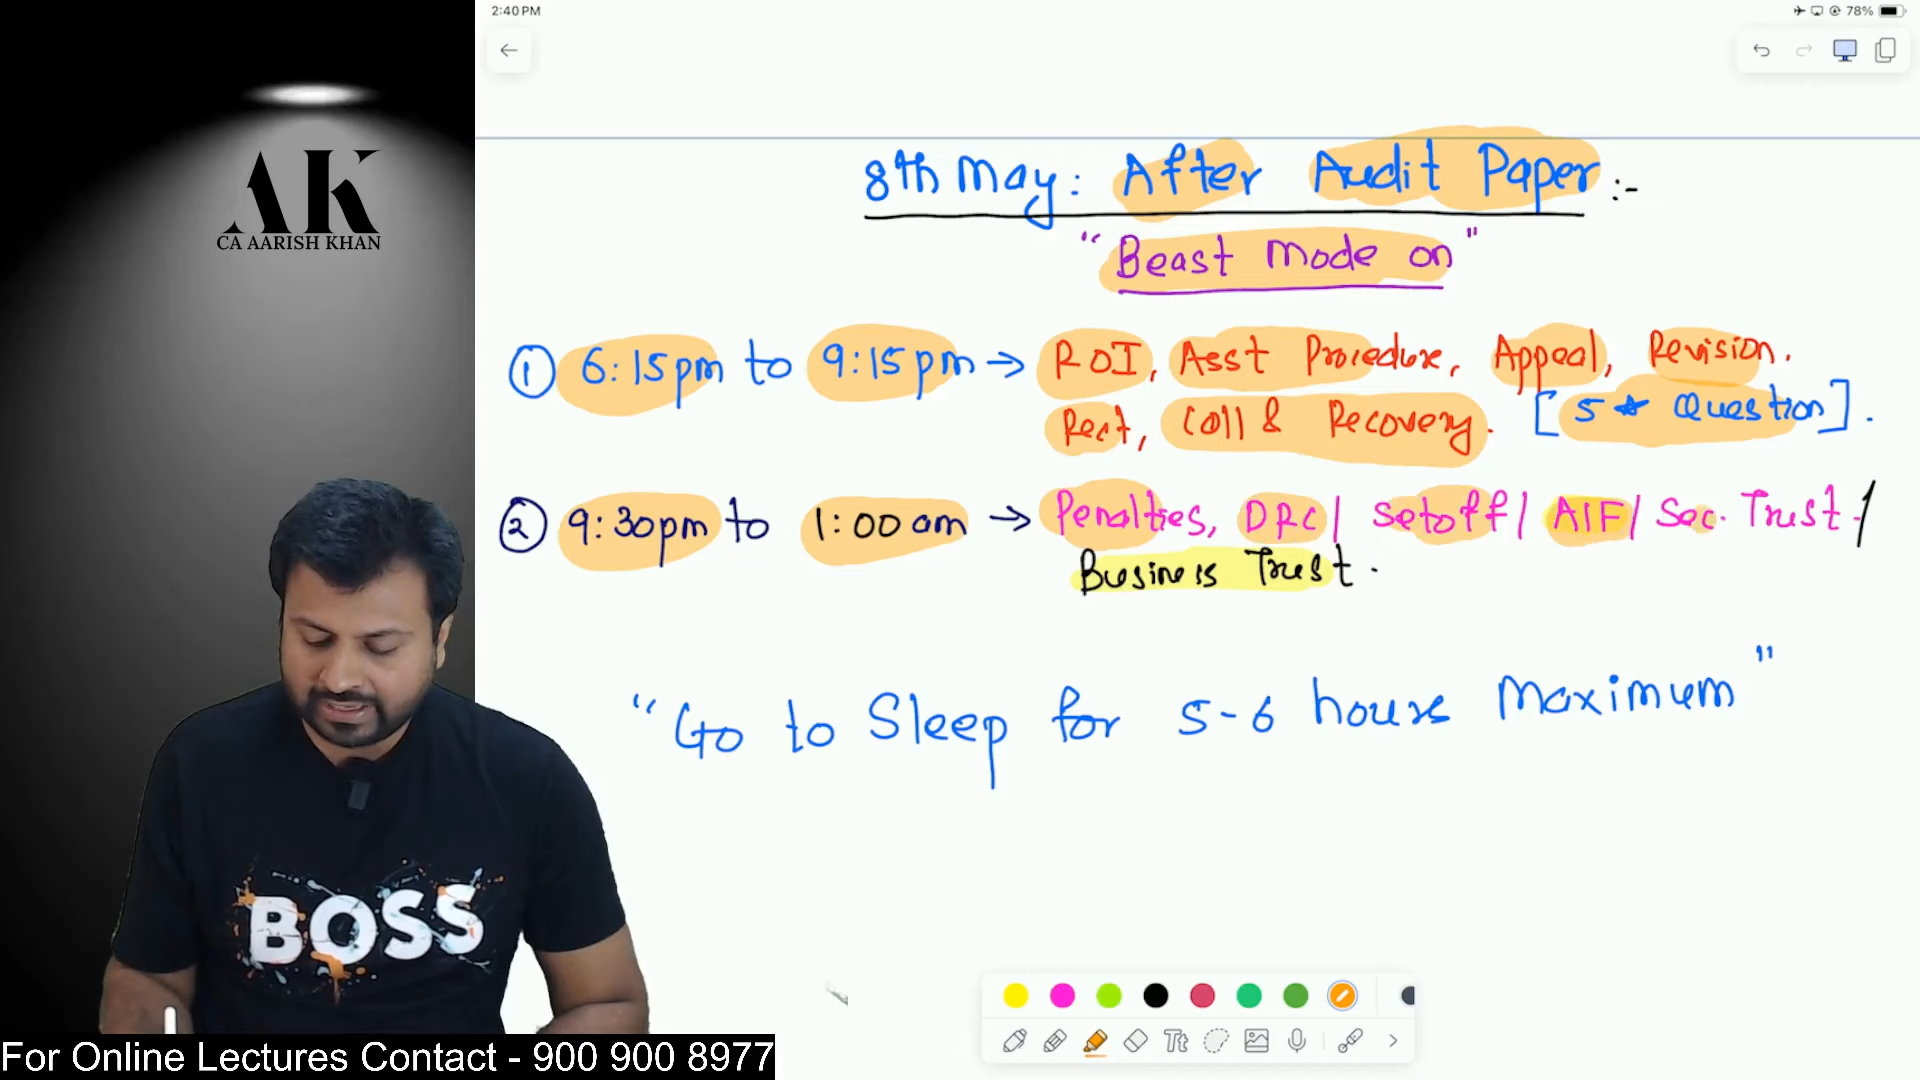 2:40 PM
78%
AK
CA AARISH KHAN
8th May: After Audit Paper :-
"Beast Mode on"
① 6:15pm to 9:15pm → ROI, Asst Procedure, Appeal, Revision.
Rect, Coll & Recovery. [5★ Question].
② 9:30pm to 1:00am → Penalties, DRC/ Setoff/ AIF/ Sec. Trust./
Business Trust.
"Go to Sleep for 5-6 hours Maximum"
BOSS
Tt
For Online Lectures Contact - 900 900 8977